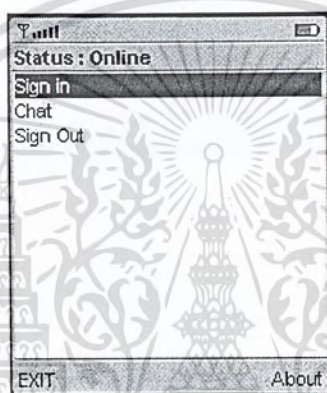 Status : Online
Sign in
Chat
Sign Out
EXIT About